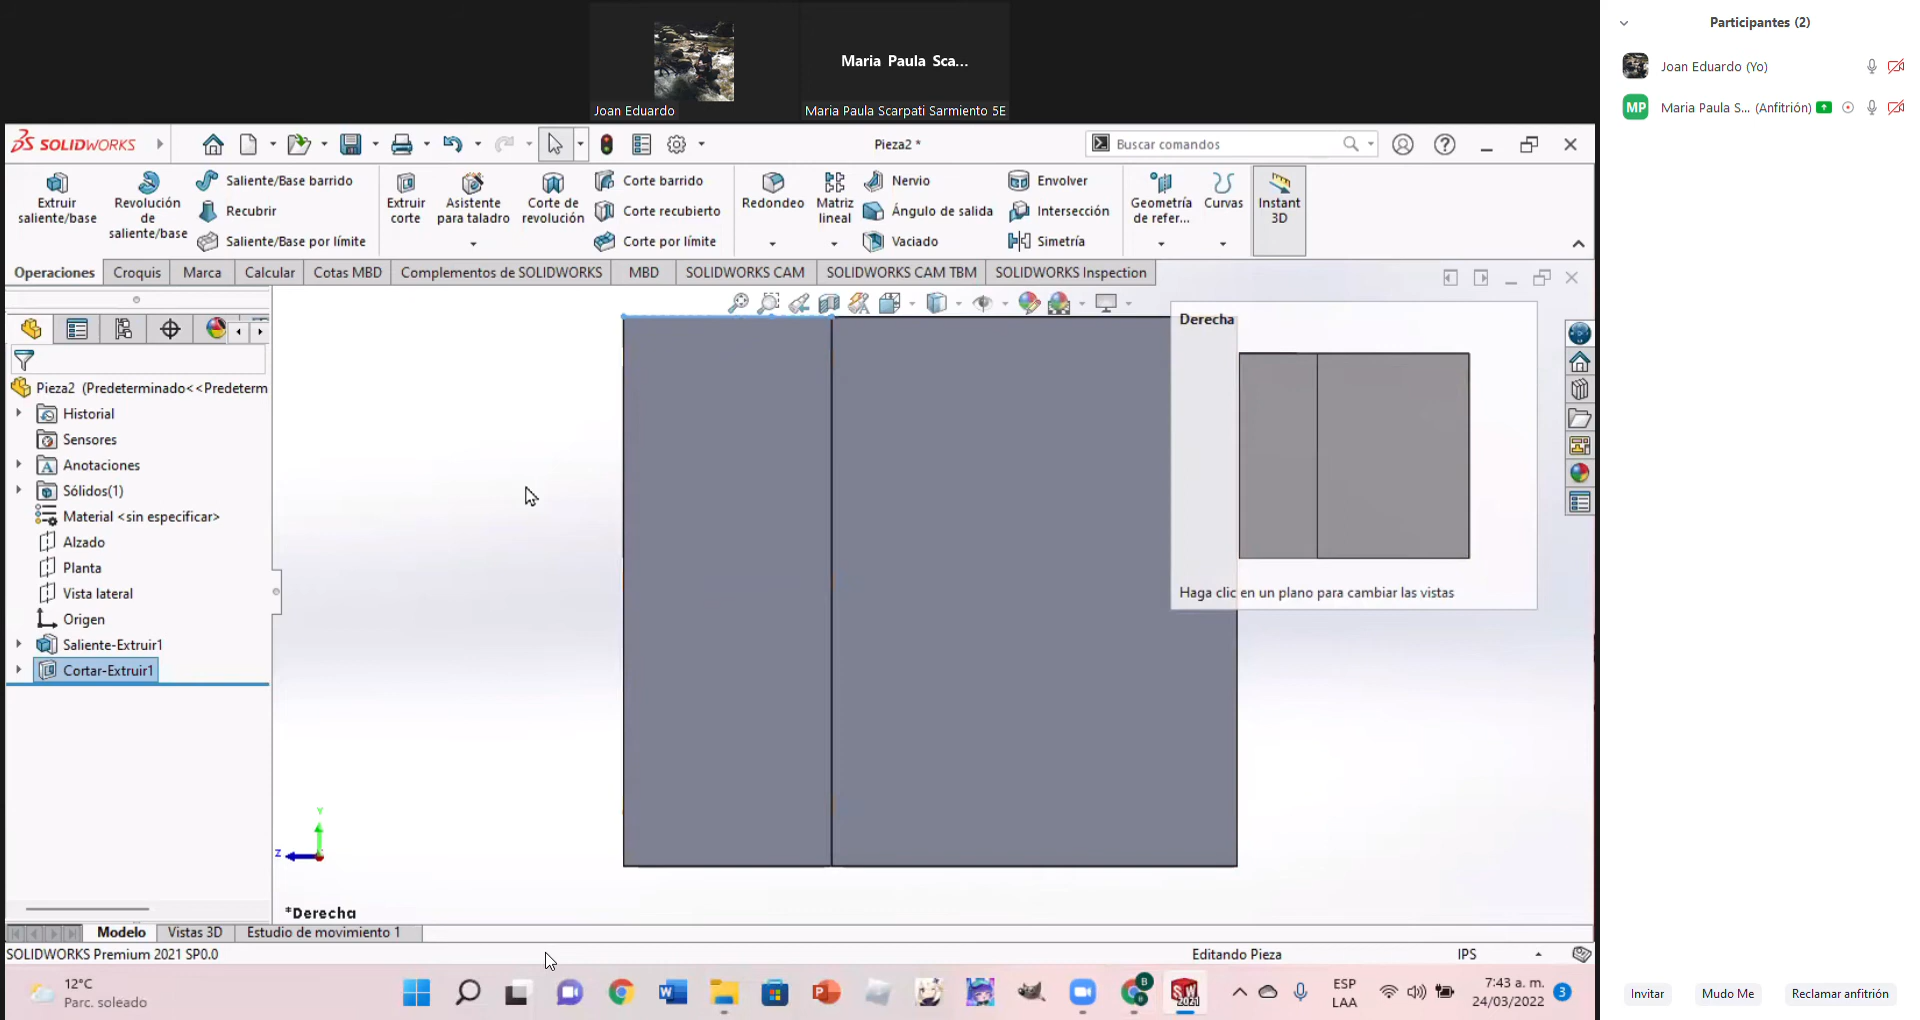 Maria Paula Sca...
Joan Eduardo
Maria Paula Scarpati Sarmiento 5E
Participantes (2)
Joan Eduardo (Yo)
MP
Maria Paula S... (Anfitrión)
SOLIDWORKS
Pieza2 *
Buscar comandos
Extruir
saliente/base
Revolución
de
saliente/base
Saliente/Base barrido
Recubrir
Saliente/Base por límite
Extruir
corte
Asistente
para taladro
Corte de
revolución
Corte barrido
Corte recubierto
Corte por límite
Redondeo
Matriz
lineal
Nervio
Ángulo de salida
Vaciado
Envolver
Intersección
Simetría
Geometría
de refer...
Curvas
Instant
3D
Operaciones
Croquis
Marca
Calcular
Cotas MBD
Complementos de SOLIDWORKS
MBD
SOLIDWORKS CAM
SOLIDWORKS CAM TBM
SOLIDWORKS Inspection
Pieza2 (Predeterminado<<Predeterm
Historial
Sensores
Anotaciones
Sólidos(1)
Material <sin especificar>
Alzado
Planta
Vista lateral
Origen
Saliente-Extruir1
Cortar-Extruir1
Derecha
Haga clic en un plano para cambiar las vistas
Y
Z
*Derecha
Modelo
Vistas 3D
Estudio de movimiento 1
SOLIDWORKS Premium 2021 SP0.0
Editando Pieza
IPS
12°C
Parc. soleado
ESP
LAA
7:43 a. m.
24/03/2022
3
Invitar
Mudo Me
Reclamar anfitrión